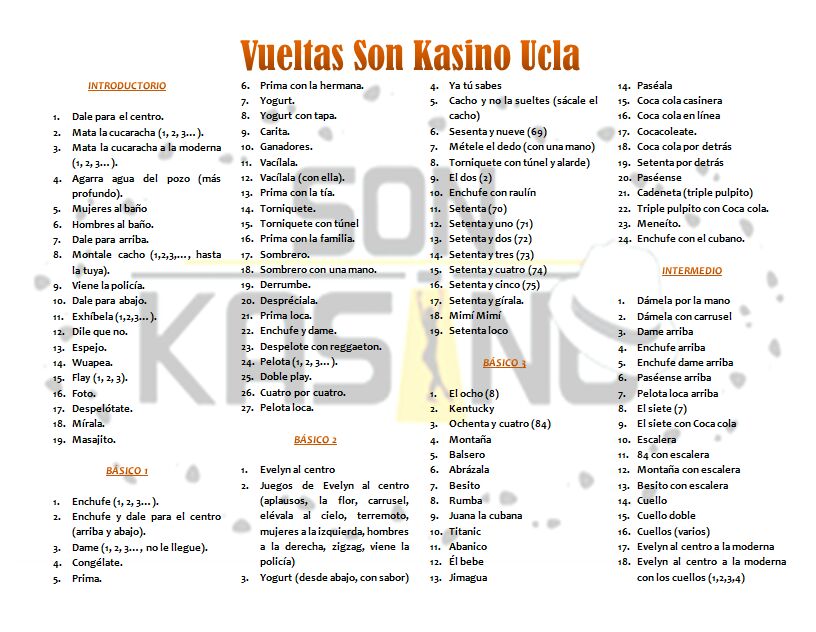 Vueltas Son Kasino Ucla
INTRODUCTORIO
1. Dale para el centro.
2. Mata la cucaracha (1, 2, 3...).
3. Mata la cucaracha a la moderna
(1, 2, 3...).
4. Agarra agua del pozo (más
profundo).
5. Mujeres al baño
6. Hombres al baño.
7. Dale para arriba.
8. Montale cacho (1,2,3,..., hasta
la tuya).
9. Viene la policía.
10. Dale para abajo.
11. Exhíbela (1,2,3...).
12. Dile que no.
13. Espejo.
14. Wuapea.
15. Flay (1, 2, 3).
16. Foto.
17. Despelótate.
18. Mírala.
19. Masajito.
BÁSICO 1
1. Enchufe (1, 2, 3...).
2. Enchufe y dale para el centro
(arriba y abajo).
3. Dame (1, 2, 3..., no le llegue).
4. Congélate.
5. Prima.
6. Prima con la hermana.
7. Yogurt.
8. Yogurt con tapa.
9. Carita.
10. Ganadores.
11. Vacílala.
12. Vacílala (con ella).
13. Prima con la tía.
14. Torniquete.
15. Torniquete con túnel
16. Prima con la familia.
17. Sombrero.
18. Sombrero con una mano.
19. Derrumbe.
20. Despréciala.
21. Prima loca.
22. Enchufe y dame.
23. Despelote con reggaeton.
24. Pelota (1, 2, 3...).
25. Doble play.
26. Cuatro por cuatro.
27. Pelota loca.
BÁSICO 2
1. Evelyn al centro
2. Juegos de Evelyn al centro
(aplausos, la flor, carrusel,
elévala al cielo, terremoto,
mujeres a la izquierda, hombres
a la derecha, zigzag, viene la
policía)
3. Yogurt (desde abajo, con sabor)
4. Ya tú sabes
5. Cacho y no la sueltes (sácale el
cacho)
6. Sesenta y nueve (69)
7. Métele el dedo (con una mano)
8. Torniquete con túnel y alarde)
9. El dos (2)
10. Enchufe con raulín
11. Setenta (70)
12. Setenta y uno (71)
13. Setenta y dos (72)
14. Setenta y tres (73)
15. Setenta y cuatro (74)
16. Setenta y cinco (75)
17. Setenta y gírala.
18. Mimí Mimí
19. Setenta loco
BÁSICO 3
1. El ocho (8)
2. Kentucky
3. Ochenta y cuatro (84)
4. Montaña
5. Balsero
6. Abrázala
7. Besito
8. Rumba
9. Juana la cubana
10. Titanic
11. Abanico
12. Él bebe
13. Jimagua
14. Paséala
15. Coca cola casinera
16. Coca cola en línea
17. Cocacoleate.
18. Coca cola por detrás
19. Setenta por detrás
20. Paséense
21. Cadeneta (triple pulpito)
22. Triple pulpito con Coca cola.
23. Meneíto.
24. Enchufe con el cubano.
INTERMEDIO
1. Dámela por la mano
2. Dámela con carrusel
3. Dame arriba
4. Enchufe arriba
5. Enchufe dame arriba
6. Paséense arriba
7. Pelota loca arriba
8. El siete (7)
9. El siete con Coca cola
10. Escalera
11. 84 con escalera
12. Montaña con escalera
13. Besito con escalera
14. Cuello
15. Cuello doble
16. Cuellos (varios)
17. Evelyn al centro a la moderna
18. Evelyn al centro a la moderna
con los cuellos (1,2,3,4)
SON
KASINO